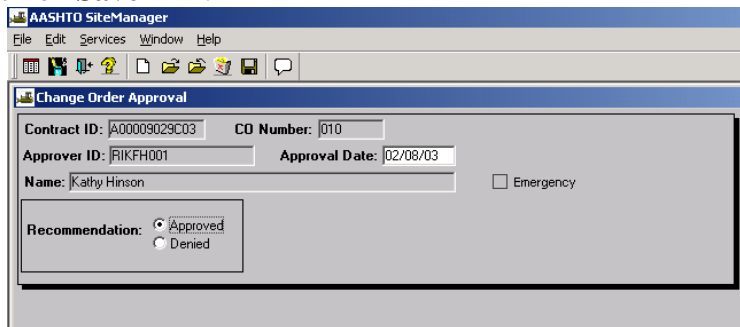 AASHTO SiteManager
File Edit Services Window Help
Change Order Approval
Contract ID: A00009029C03 CO Number: 010
Approver ID: RIKFH001 Approval Date: 02/08/03
Name: Kathy Hinson Emergency
Approved
Recommendation:
Denied